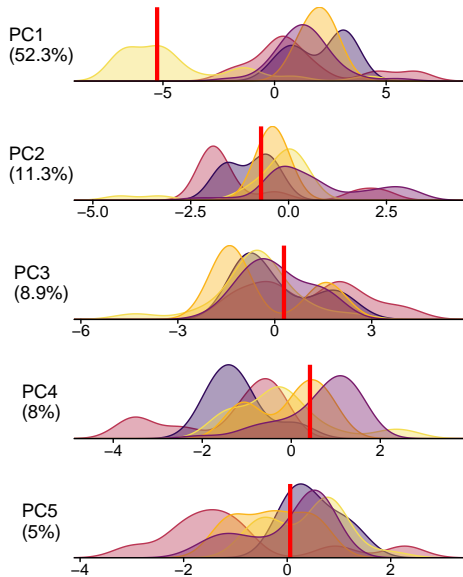 PC1
(52.3%)
-5 0 5
PC2
(11.3%)
-5.0 -2.5 0.0 2.5
PC3
(8.9%)
-6 -3 0 3
PC4
(8%)
-4 -2 0 2
PC5
(5%)
-4 -2 0 2